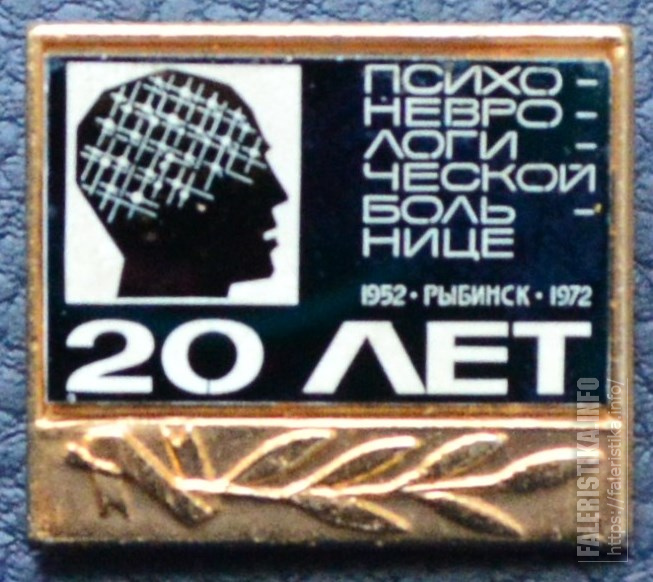 ПСИХО-
НЕВРО-
ЛОГИ-
ЧЕСКОЙ
БОЛЬ-
НИЦЕ
1952 • РЫБИНСК • 1972
20 ЛЕТ
FALERISTIKA.INFO
https://faleristika.info/